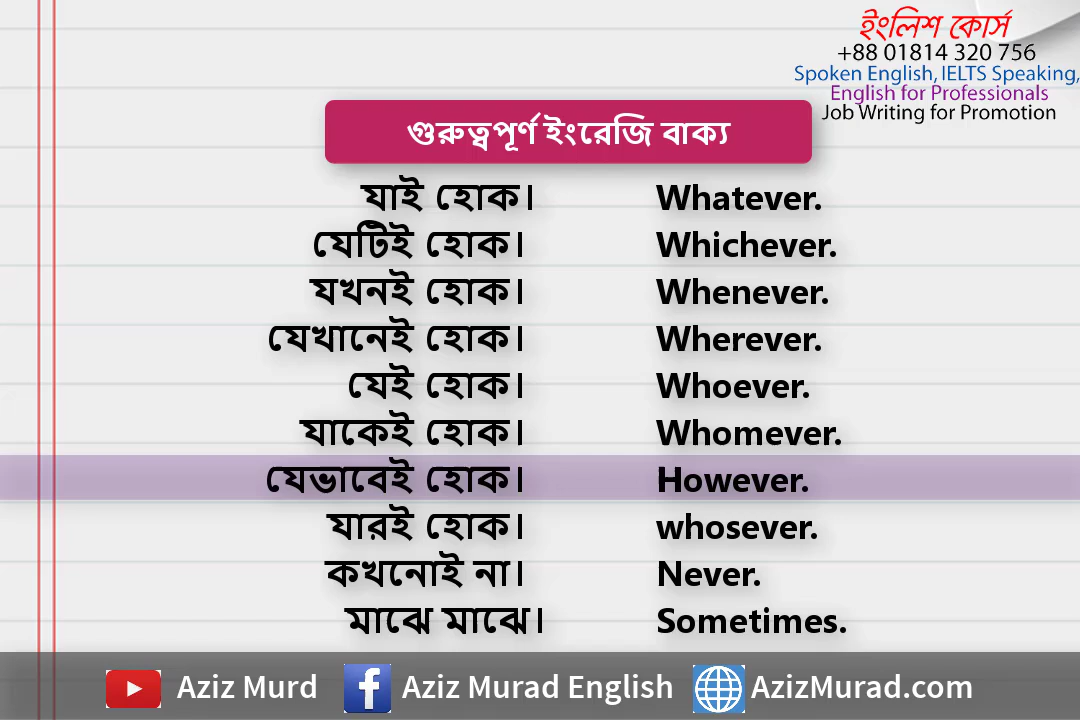 ইংলিশ কোর্স
+88 01814 320 756
Spoken English, IELTS Speaking,
English for Professionals
Job Writing for Promotion
গুরুত্বপূর্ণ ইংরেজি বাক্য
যাই হোক। Whatever.
যেটিই হোক। Whichever.
যখনই হোক। Whenever.
যেখানেই হোক। Wherever.
যেই হোক। Whoever.
যাকেই হোক। Whomever.
যেভাবেই হোক। However.
যারই হোক। whosever.
কখনোই না। Never.
মাঝে মাঝে। Sometimes.
Aziz Murd Aziz Murad English AzizMurad.com